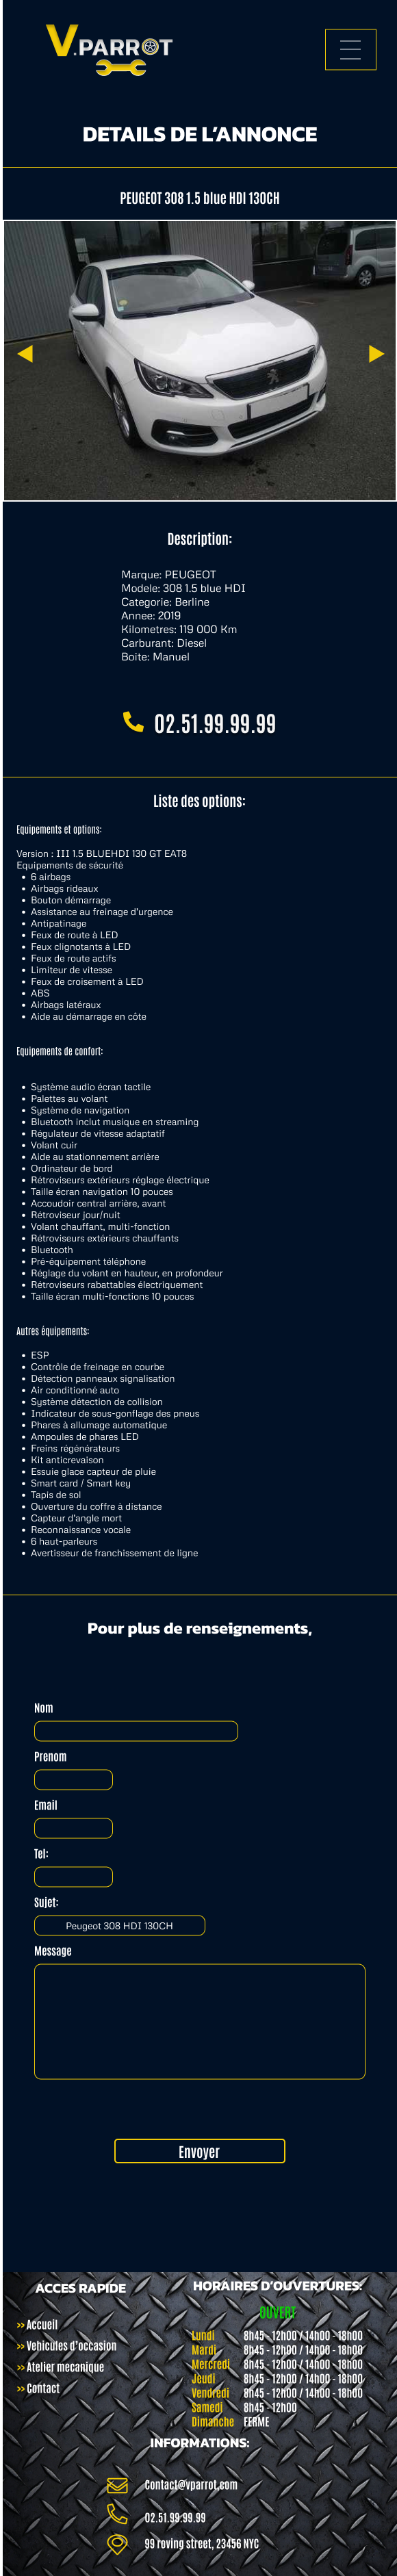 V.PARROT
DETAILS DE L'ANNONCE
PEUGEOT 308 1.5 blue HDI 130CH
Description:
Marque: PEUGEOT
Modele: 308 1.5 blue HDI
Categorie: Berline
Annee: 2019
Kilometres: 119 000 Km
Carburant: Diesel
Boite: Manuel
02.51.99.99.99
Liste des options:
Equipements et options:
Version : III 1.5 BLUEHDI 130 GT EAT8
Equipements de sécurité
• 6 airbags
• Airbags rideaux
• Bouton démarrage
• Assistance au freinage d'urgence
• Antipatinage
• Feux de route à LED
• Feux clignotants à LED
• Feux de route actifs
• Limiteur de vitesse
• Feux de croisement à LED
• ABS
• Airbags latéraux
• Aide au démarrage en côte
Equipements de confort:
• Système audio écran tactile
• Palettes au volant
• Système de navigation
• Bluetooth inclut musique en streaming
• Régulateur de vitesse adaptatif
• Volant cuir
• Aide au stationnement arrière
• Ordinateur de bord
• Rétroviseurs extérieurs réglage électrique
• Taille écran navigation 10 pouces
• Accoudoir central arrière, avant
• Rétroviseur jour/nuit
• Volant chauffant, multi-fonction
• Rétroviseurs extérieurs chauffants
• Bluetooth
• Pré-équipement téléphone
• Réglage du volant en hauteur, en profondeur
• Rétroviseurs rabattables électriquement
• Taille écran multi-fonctions 10 pouces
Autres équipements:
• ESP
• Contrôle de freinage en courbe
• Détection panneaux signalisation
• Air conditionné auto
• Système détection de collision
• Indicateur de sous-gonflage des pneus
• Phares à allumage automatique
• Ampoules de phares LED
• Freins régénérateurs
• Kit anticrevaison
• Essuie glace capteur de pluie
• Smart card / Smart key
• Tapis de sol
• Ouverture du coffre à distance
• Capteur d'angle mort
• Reconnaissance vocale
• 6 haut-parleurs
• Avertisseur de franchissement de ligne
Pour plus de renseignements,
Nom
Prenom
Email
Tel:
Sujet:
Peugeot 308 HDI 130CH
Message
Envoyer
ACCES RAPIDE
>> Accueil
>> Vehicules d'occasion
>> Atelier mecanique
>> Contact
HORAIRES D'OUVERTURES:
OUVERT
Lundi 8h45 - 12h00 / 14h00 - 18h00
Mardi 8h45 - 12h00 / 14h00 - 18h00
Mercredi 8h45 - 12h00 / 14h00 - 18h00
Jeudi 8h45 - 12h00 / 14h00 - 18h00
Vendredi 8h45 - 12h00 / 14h00 - 18h00
Samedi 8h45 - 12h00
Dimanche FERME
INFORMATIONS:
Contact@vparrot.com
02.51.99.99.99
99 roving street, 23456 NYC